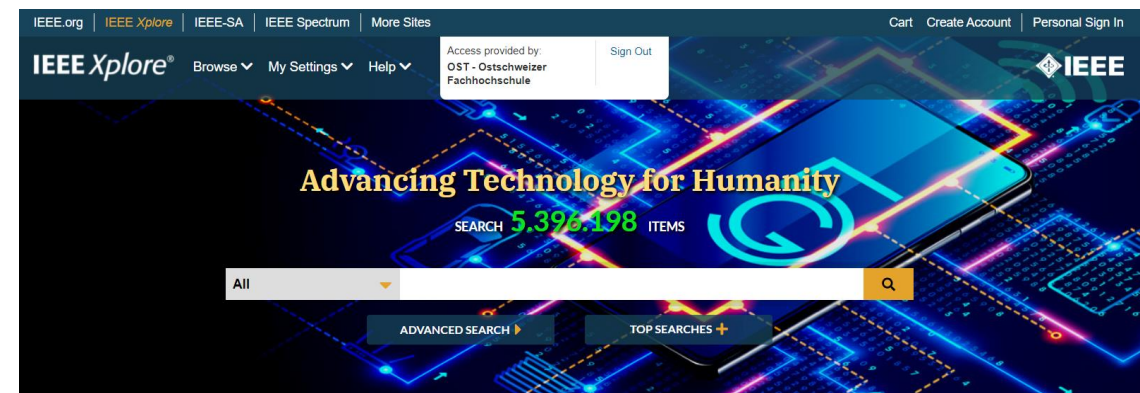 IEEE.org IEEE Xplore IEEE-SA IEEE Spectrum More Sites Cart Create Account Personal Sign In
IEEE Xplore® Browse My Settings Help
Access provided by:
OST - Ostschweizer
Fachhochschule
Sign Out
IEEE
Advancing Technology for Humanity
SEARCH 5.396.198 ITEMS
All
ADVANCED SEARCH TOP SEARCHES
5G